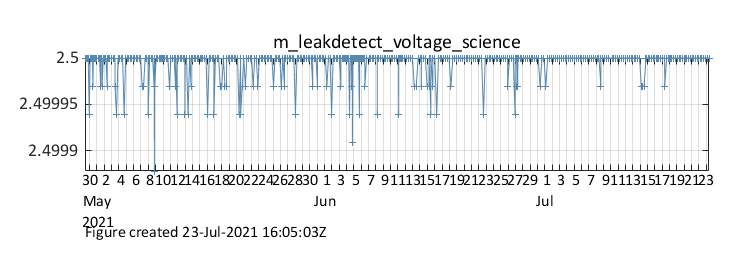 m_leakdetect_voltage_science
2.5
2.49995
2.4999
30 2 4 6 8 10 12 14 16 18 20 22 24 26 28 30 1 3 5 7 9 11 13 15 17 19 21 23 25 27 29 1 3 5 7 9 11 13 15 17 19 21 23
May Jun Jul
2021
Figure created 23-Jul-2021 16:05:03Z